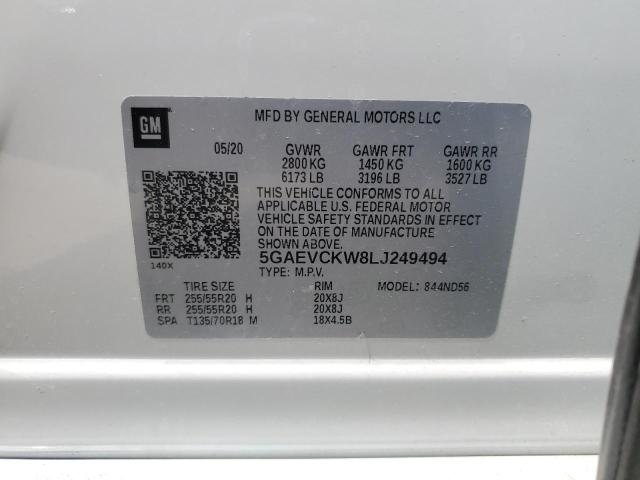 GM
MFD BY GENERAL MOTORS LLC
05/20 GVWR GAWR FRT GAWR RR
2800 KG 1450 KG 1600 KG
6173 LB 3196 LB 3527 LB
THIS VEHICLE CONFORMS TO ALL
APPLICABLE U.S. FEDERAL MOTOR
VEHICLE SAFETY STANDARDS IN EFFECT
ON THE DATE OF MANUFACTURE
SHOWN ABOVE.
5GAEVCKW8LJ249494
140X
TYPE: M.P.V.
TIRE SIZE RIM MODEL: 844ND56
FRT 255/55R20 H 20X8J
RR 255/55R20 H 20X8J
SPA T135/70R18 M 18X4.5B